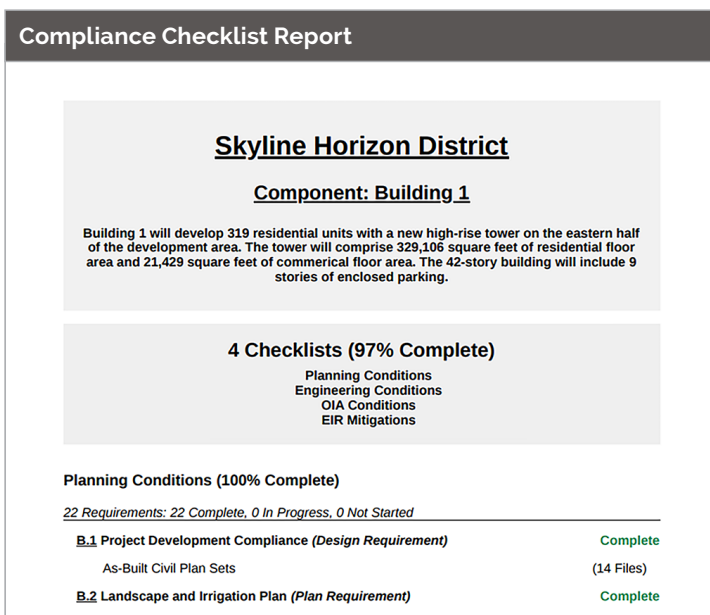 Compliance Checklist Report
Skyline Horizon District
Component: Building 1
Building 1 will develop 319 residential units with a new high-rise tower on the eastern half
of the development area. The tower will comprise 329,106 square feet of residential floor
area and 21,429 square feet of commerical floor area. The 42-story building will include 9
stories of enclosed parking.
4 Checklists (97% Complete)
Planning Conditions
Engineering Conditions
OIA Conditions
EIR Mitigations
Planning Conditions (100% Complete)
22 Requirements: 22 Complete, 0 In Progress, 0 Not Started
B.1 Project Development Compliance (Design Requirement) Complete
As-Built Civil Plan Sets (14 Files)
B.2 Landscape and Irrigation Plan (Plan Requirement) Complete